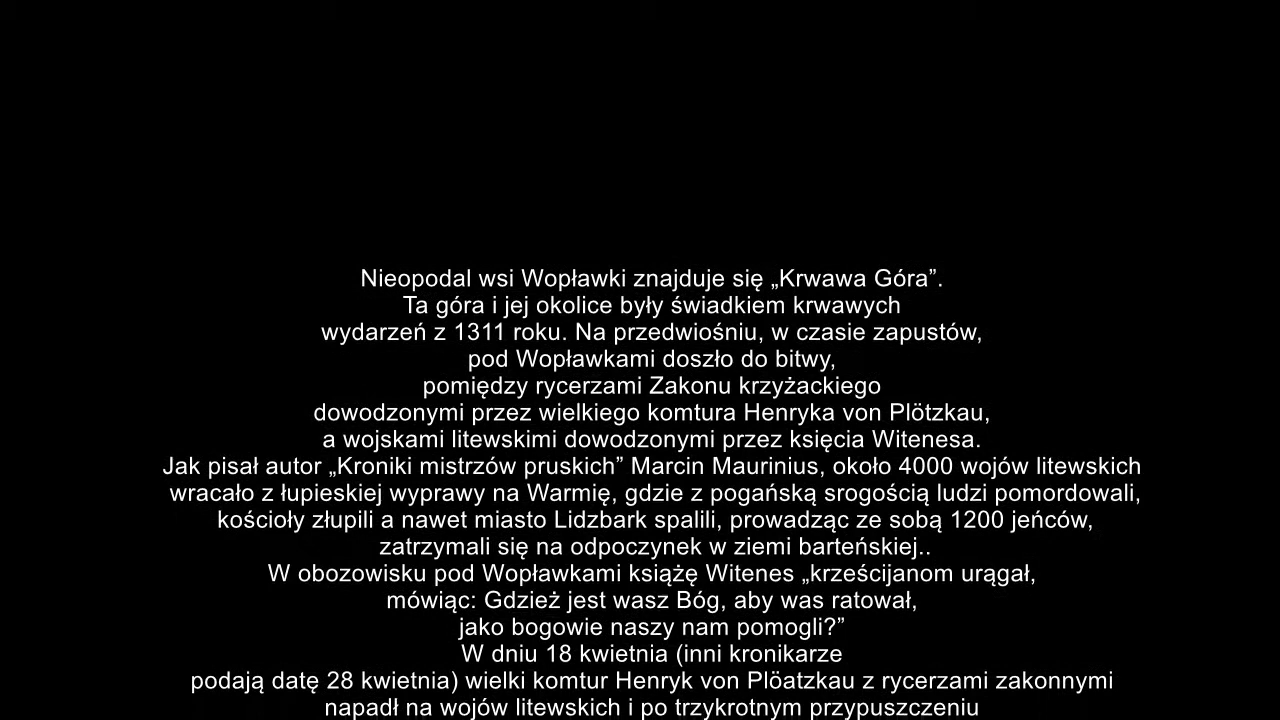 Nieopodal wsi Wopławki znajduje się „Krwawa Góra”.
Ta góra i jej okolice były świadkiem krwawych
wydarzeń z 1311 roku. Na przedwiośniu, w czasie zapustów,
pod Wopławkami doszło do bitwy,
pomiędzy rycerzami Zakonu krzyżackiego
dowodzonymi przez wielkiego komtura Henryka von Plötzkau,
a wojskami litewskimi dowodzonymi przez księcia Witenesa.
Jak pisał autor „Kroniki mistrzów pruskich” Marcin Maurinius, około 4000 wojów litewskich
wracało z łupieskiej wyprawy na Warmię, gdzie z pogańską srogością ludzi pomordowali,
kościoły złupili a nawet miasto Lidzbark spalili, prowadząc ze sobą 1200 jeńców,
zatrzymali się na odpoczynek w ziemi barteńskiej..
W obozowisku pod Wopławkami książę Witenes „krześcijanom urągał,
mówiąc: Gdzież jest wasz Bóg, aby was ratował,
jako bogowie naszy nam pomogli?”
W dniu 18 kwietnia (inni kronikarze
podają datę 28 kwietnia) wielki komtur Henryk von Plöatzkau z rycerzami zakonnymi
napadł na wojów litewskich i po trzykrotnym przypuszczeniu